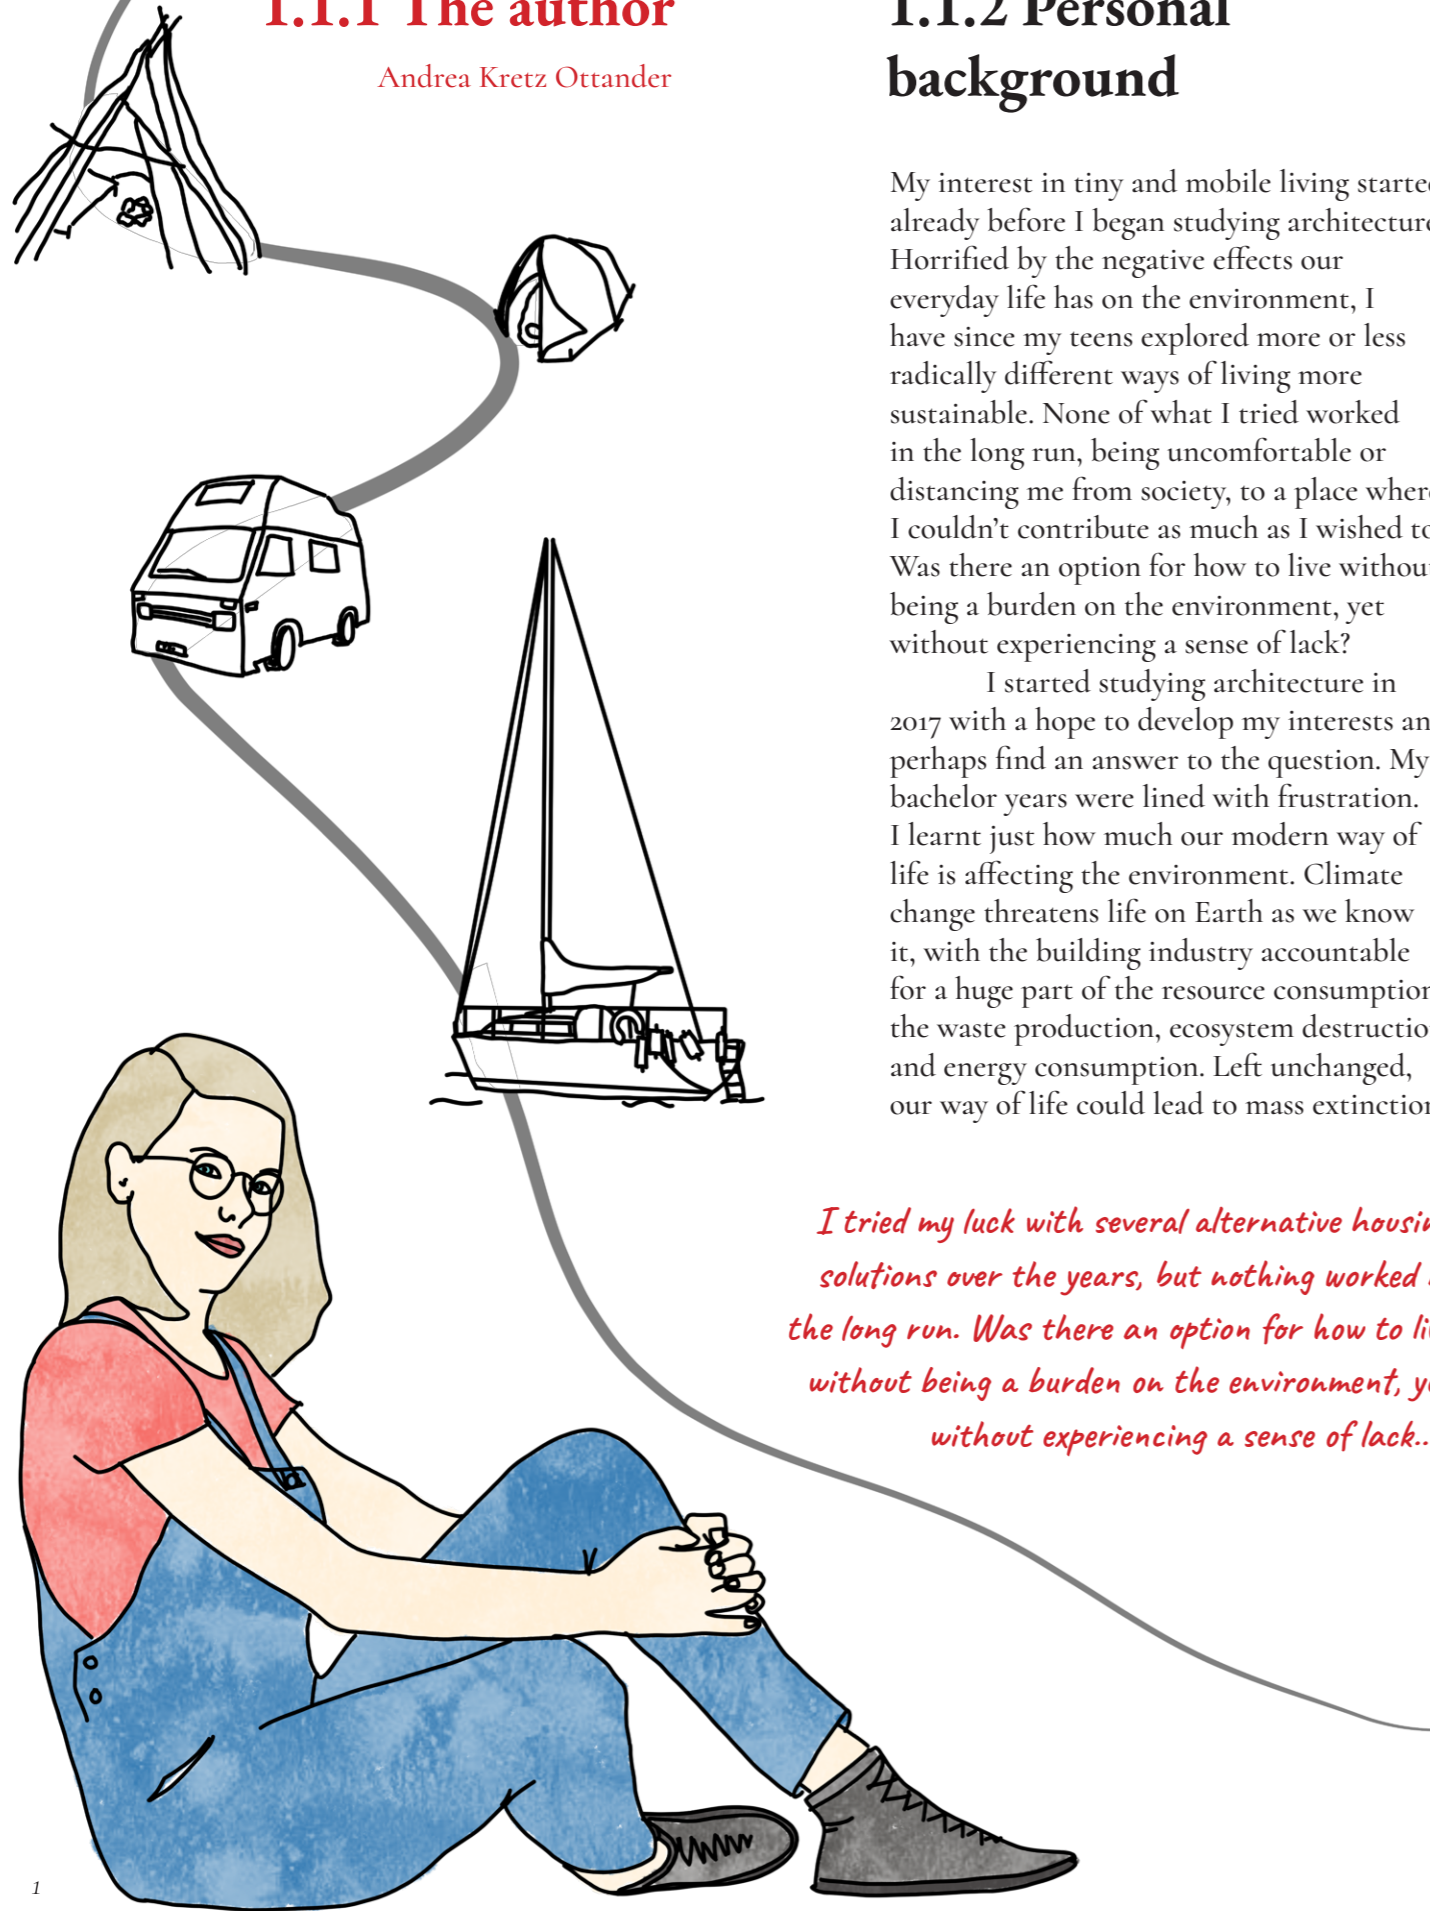 1.1.1 The author
Andrea Kretz Ottander
1.1.2 Personal
background
My interest in tiny and mobile living started
already before I began studying architecture
Horrified by the negative effects our
everyday life has on the environment, I
have since my teens explored more or less
radically different ways of living more
sustainable. None of what I tried worked
in the long run, being uncomfortable or
distancing me from society, to a place where
I couldn’t contribute as much as I wished to
Was there an option for how to live without
being a burden on the environment, yet
without experiencing a sense of lack?
I started studying architecture in
2017 with a hope to develop my interests an
perhaps find an answer to the question. My
bachelor years were lined with frustration.
I learnt just how much our modern way of
life is affecting the environment. Climate
change threatens life on Earth as we know
it, with the building industry accountable
for a huge part of the resource consumption
the waste production, ecosystem destruction
and energy consumption. Left unchanged,
our way of life could lead to mass extinction
I tried my luck with several alternative housin
solutions over the years, but nothing worked
the long run. Was there an option for how to li
without being a burden on the environment, y
without experiencing a sense of lack..
1